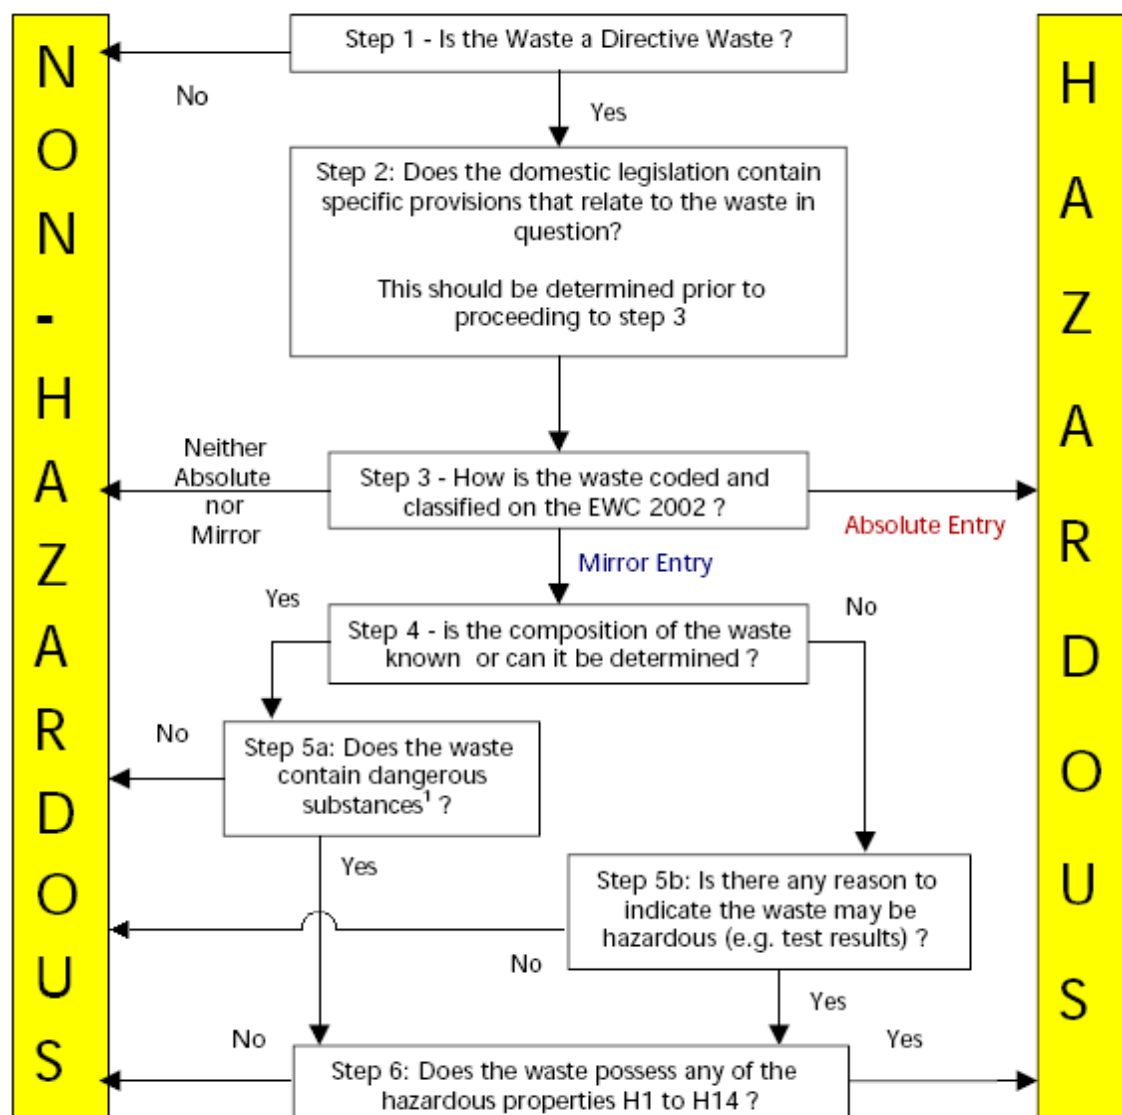 NON-HAZARDOUS
HAZARDOUS
Step 1 - Is the Waste a Directive Waste ?
No
Yes
Step 2: Does the domestic legislation contain
specific provisions that relate to the waste in
question?
This should be determined prior to
proceeding to step 3
Neither
Absolute
nor
Mirror
Step 3 - How is the waste coded and
classified on the EWC 2002 ?
Absolute Entry
Mirror Entry
Yes
No
Step 4 - is the composition of the waste
known or can it be determined ?
No
Step 5a: Does the waste
contain dangerous
substances¹ ?
Yes
Step 5b: Is there any reason to
indicate the waste may be
hazardous (e.g. test results) ?
No
Yes
No
Yes
Step 6: Does the waste possess any of the
hazardous properties H1 to H14 ?